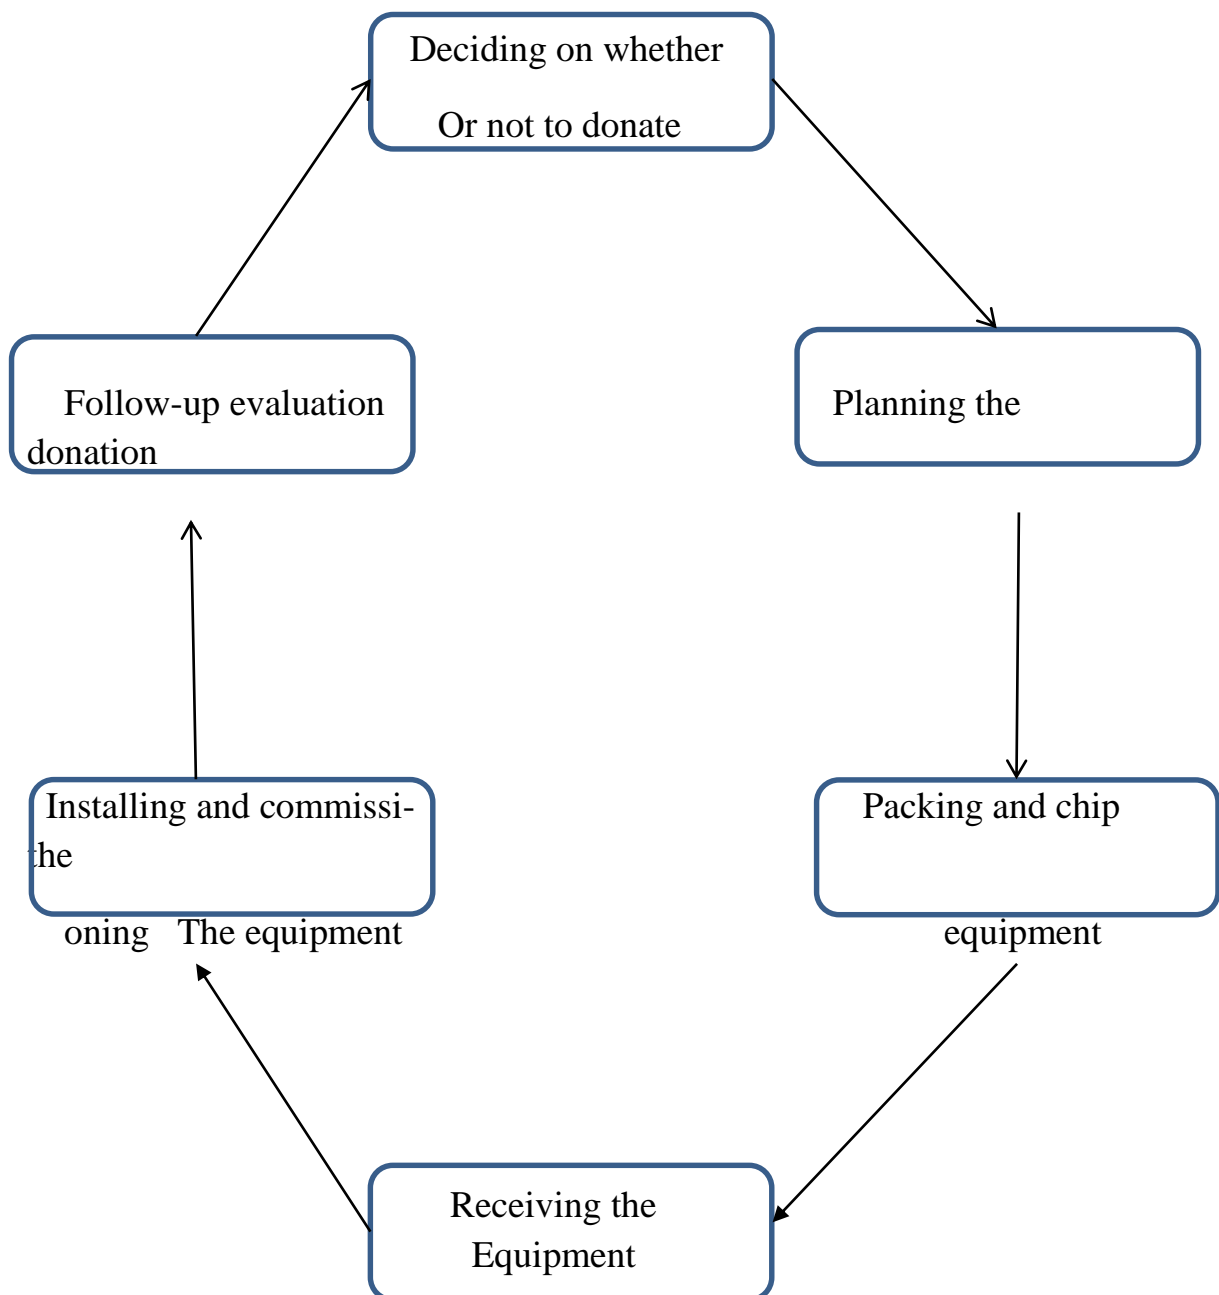 Deciding on whether
Or not to donate
Follow-up evaluation
Planning the
donation
Installing and commissi-
Packing and chip
the
oning The equipment
equipment
Receiving the
Equipment